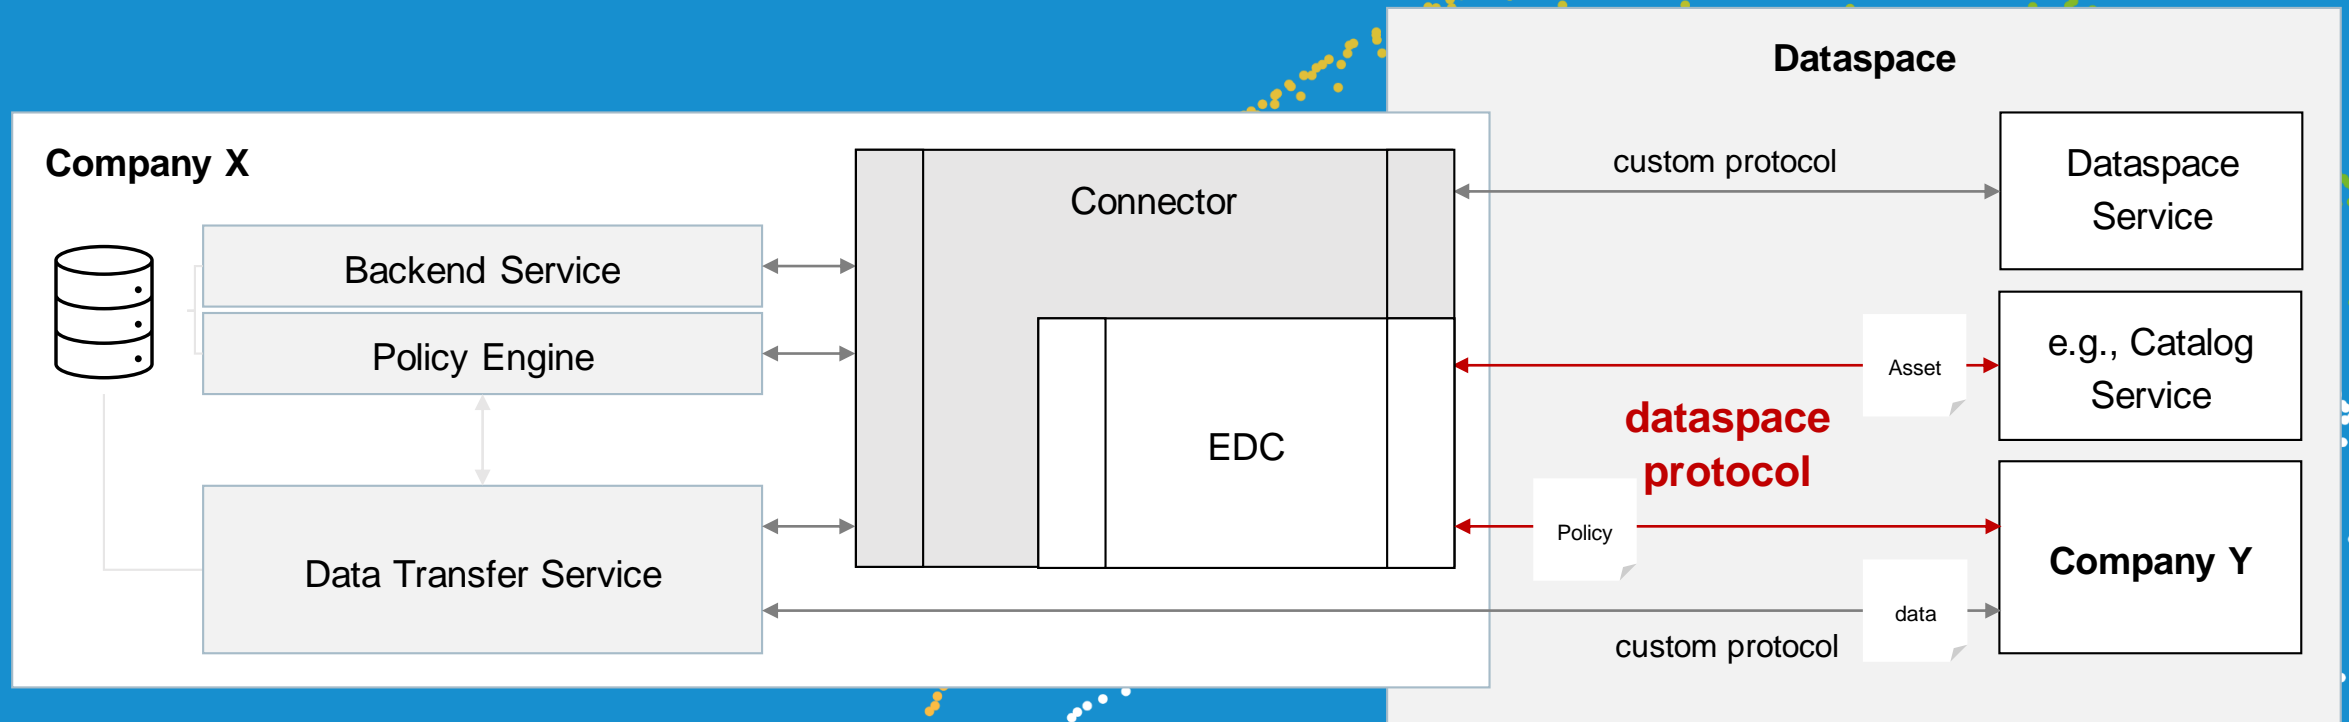 Dataspace
Company X
Connector
custom protocol
Dataspace
Service
Backend Service
Policy Engine
Asset
e.g., Catalog
Service
EDC
dataspace
protocol
Policy
Data Transfer Service
Company Y
data
custom protocol